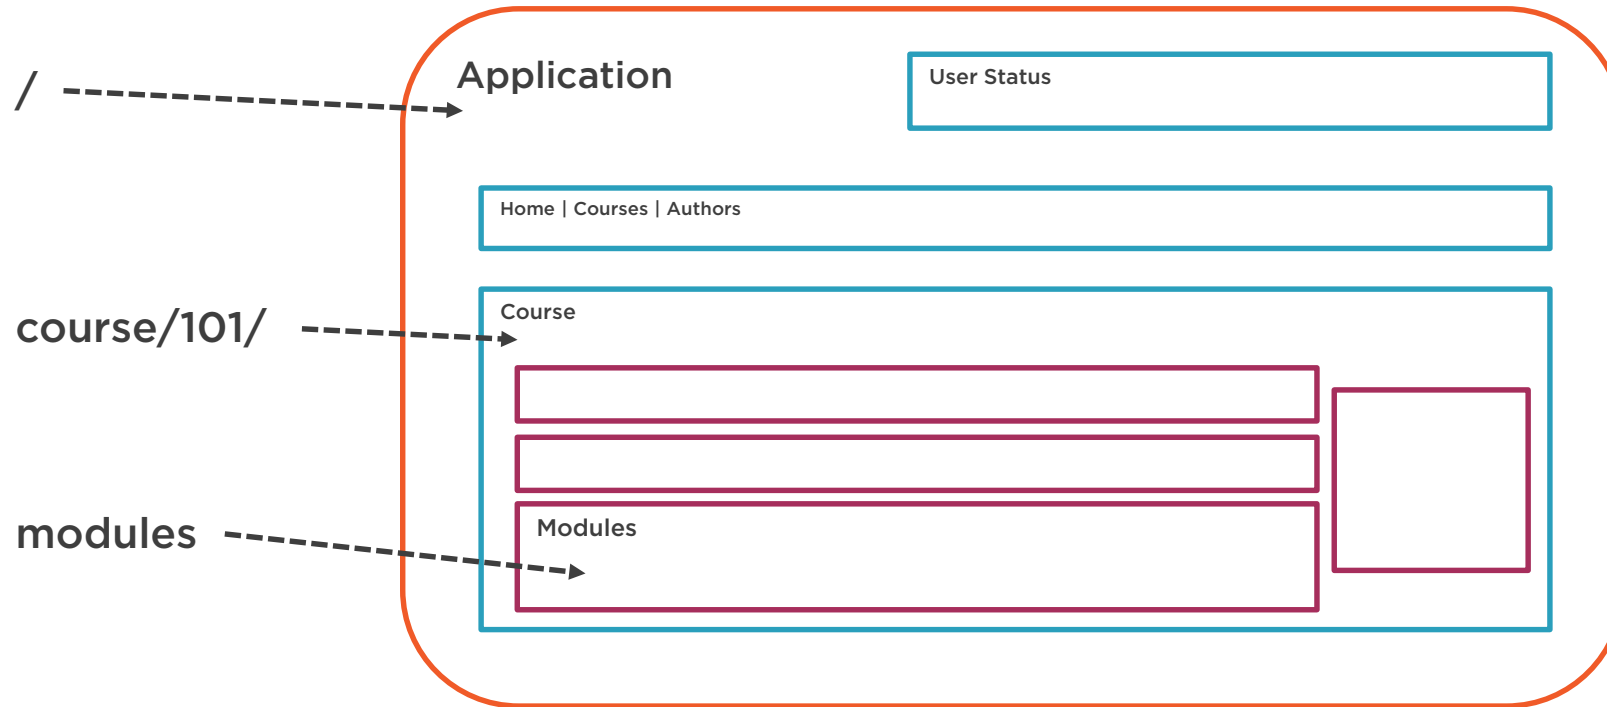 /
Application
User Status
Home | Courses | Authors
course/101/
Course
modules
Modules